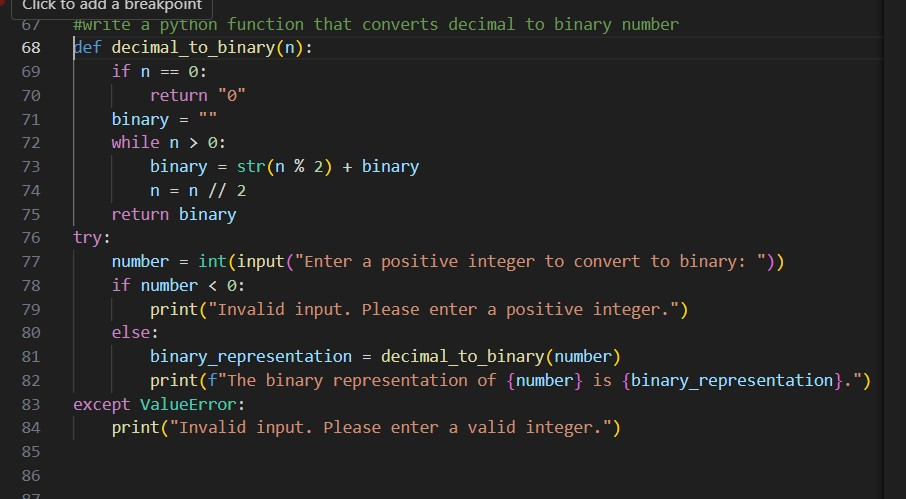 Click to add a breakpoint
67 #write a python function that converts decimal to binary number
68 def decimal_to_binary(n):
69     if n == 0:
70         return "0"
71     binary = ""
72     while n > 0:
73         binary = str(n % 2) + binary
74         n = n // 2
75     return binary
76 try:
77     number = int(input("Enter a positive integer to convert to binary: "))
78     if number < 0:
79         print("Invalid input. Please enter a positive integer.")
80     else:
81         binary_representation = decimal_to_binary(number)
82         print(f"The binary representation of {number} is {binary_representation}.")
83 except ValueError:
84     print("Invalid input. Please enter a valid integer.")
85
86
87